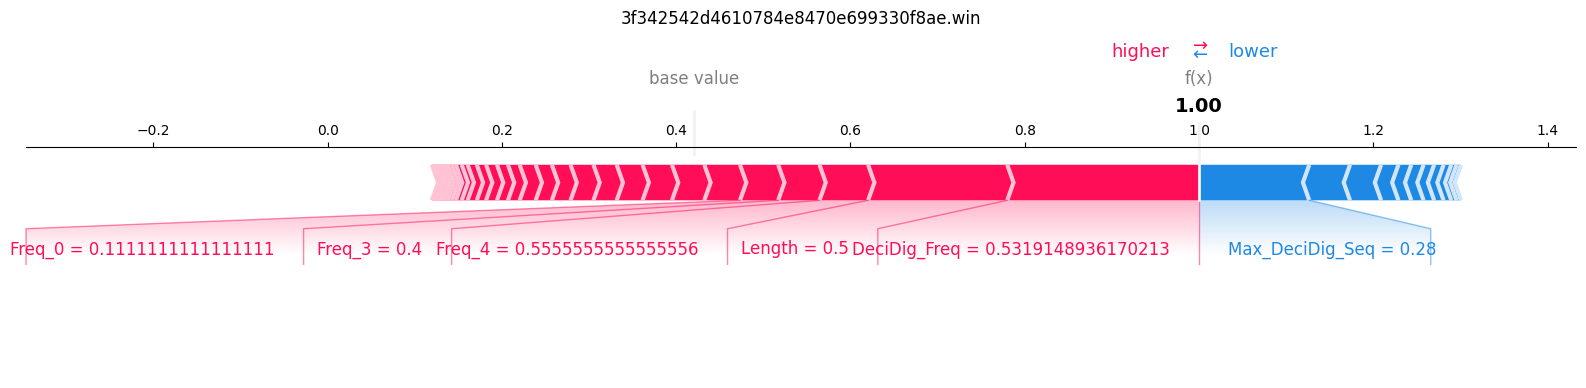 3f342542d4610784e8470e699330f8ae.win
higher ⇄ lower
base value f(x)
1.00
−0.2 0.0 0.2 0.4 0.6 0.8 1.0 1.2 1.4
Freq_0 = 0.1111111111111111 Freq_3 = 0.4 Freq_4 = 0.5555555555555556 Length = 0.5 DeciDig_Freq = 0.5319148936170213 Max_DeciDig_Seq = 0.28